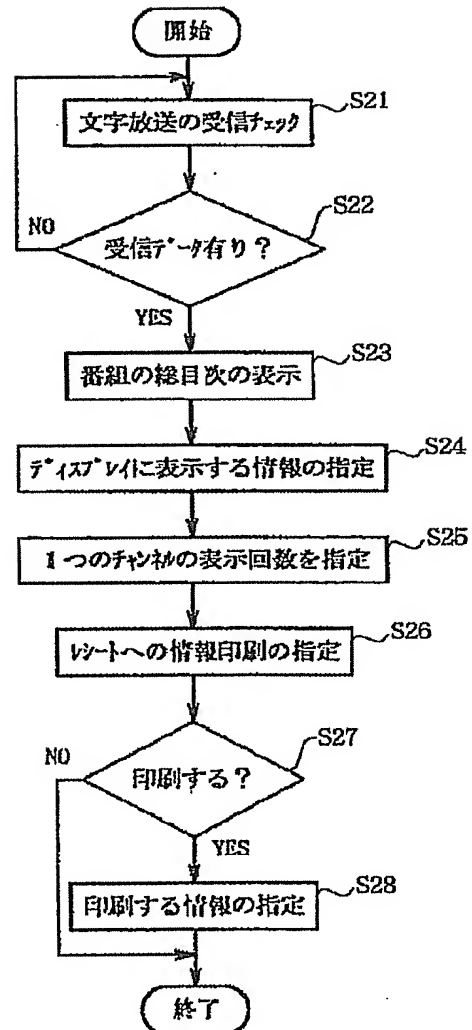 開始
文字放送の受信チェック
S21
S22
NO
受信データ有り？
YES
S23
番組の総目次の表示
S24
ディスプレイに表示する情報の指定
S25
1つのチャンネルの表示回数を指定
S26
レシートへの情報印刷の指定
S27
NO
印刷する？
YES
S28
印刷する情報の指定
終了